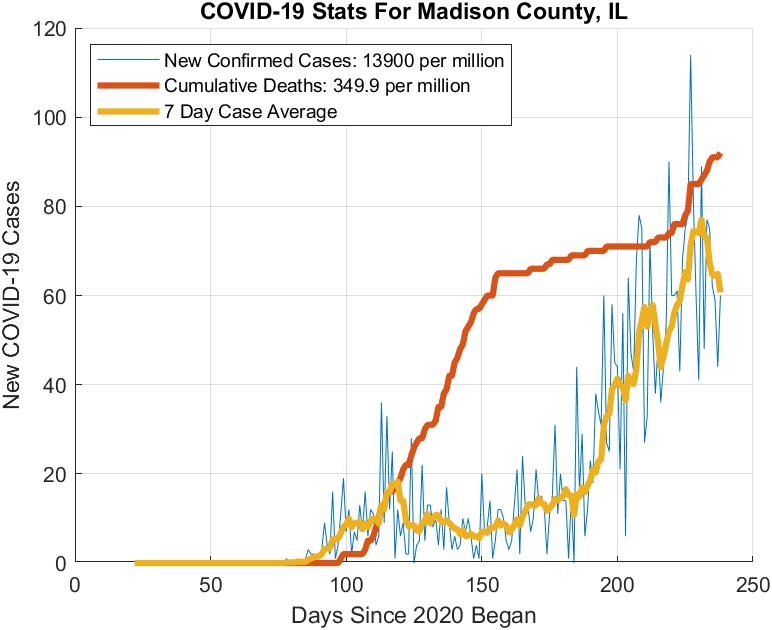 COVID-19 Stats For Madison County, IL
New Confirmed Cases: 13900 per million
Cumulative Deaths: 349.9 per million
7 Day Case Average
New COVID-19 Cases
120
100
80
60
40
20
0
0 50 100 150 200 250
Days Since 2020 Began